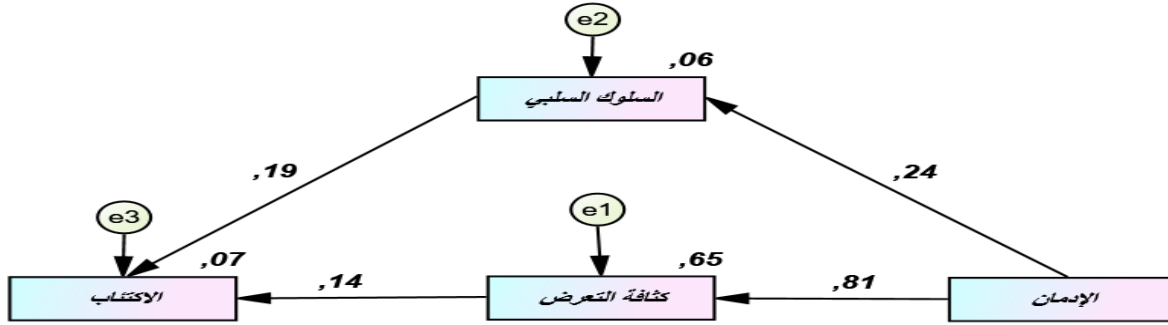 e2
,06
السلوك السلبي
,19
,24
e3
e1
,07
,65
الاكتئاب
,14
كثافة التعرض
,81
الإدمان